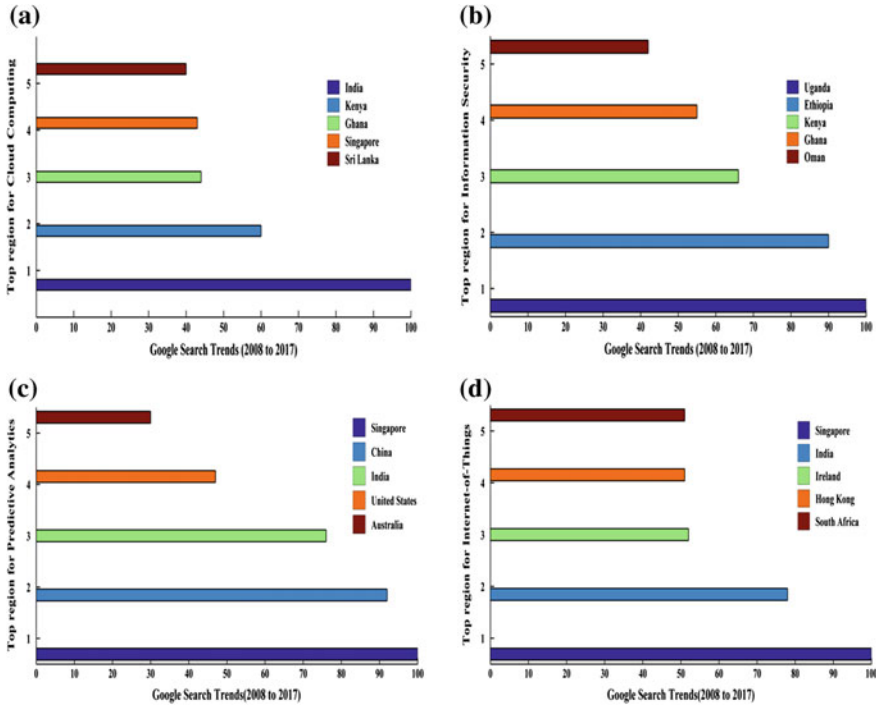 (a)
Top region for Cloud Computing
5
4
3
2
1
0 10 20 30 40 50 60 70 80 90 100
Google Search Trends (2008 to 2017)
India
Kenya
Ghana
Singapore
Sri Lanka
(b)
Top region for Information Security
5
4
3
2
1
0 10 20 30 40 50 60 70 80 90 100
Google Search Trends (2008 to 2017)
Uganda
Ethiopia
Kenya
Ghana
Oman
(c)
Top region for Predictive Analytics
5
4
3
2
1
0 10 20 30 40 50 60 70 80 90 100
Google Search Trends(2008 to 2017)
Singapore
China
India
United States
Australia
(d)
Top region for Internet-of-Things
5
4
3
2
1
0 10 20 30 40 50 60 70 80 90 100
Google Search Trends(2008 to 2017)
Singapore
India
Ireland
Hong Kong
South Africa